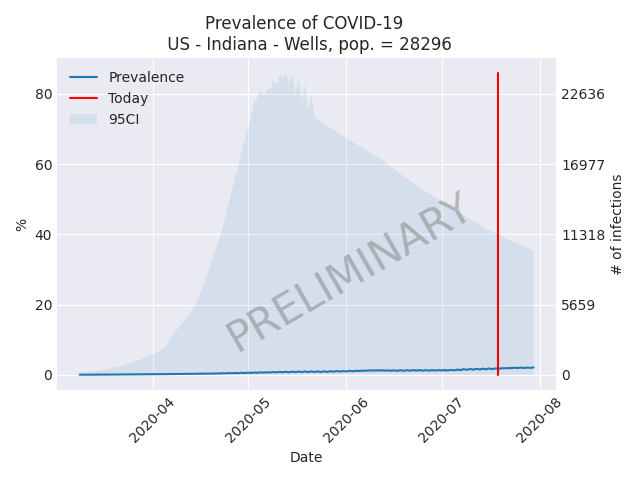 Prevalence of COVID-19
US - Indiana - Wells, pop. = 28296
Prevalence
Today
95CI
80
60
40
20
0
%
22636
16977
11318
5659
0
# of infections
PRELIMINARY
2020-04
2020-05
2020-06
2020-07
2020-08
Date